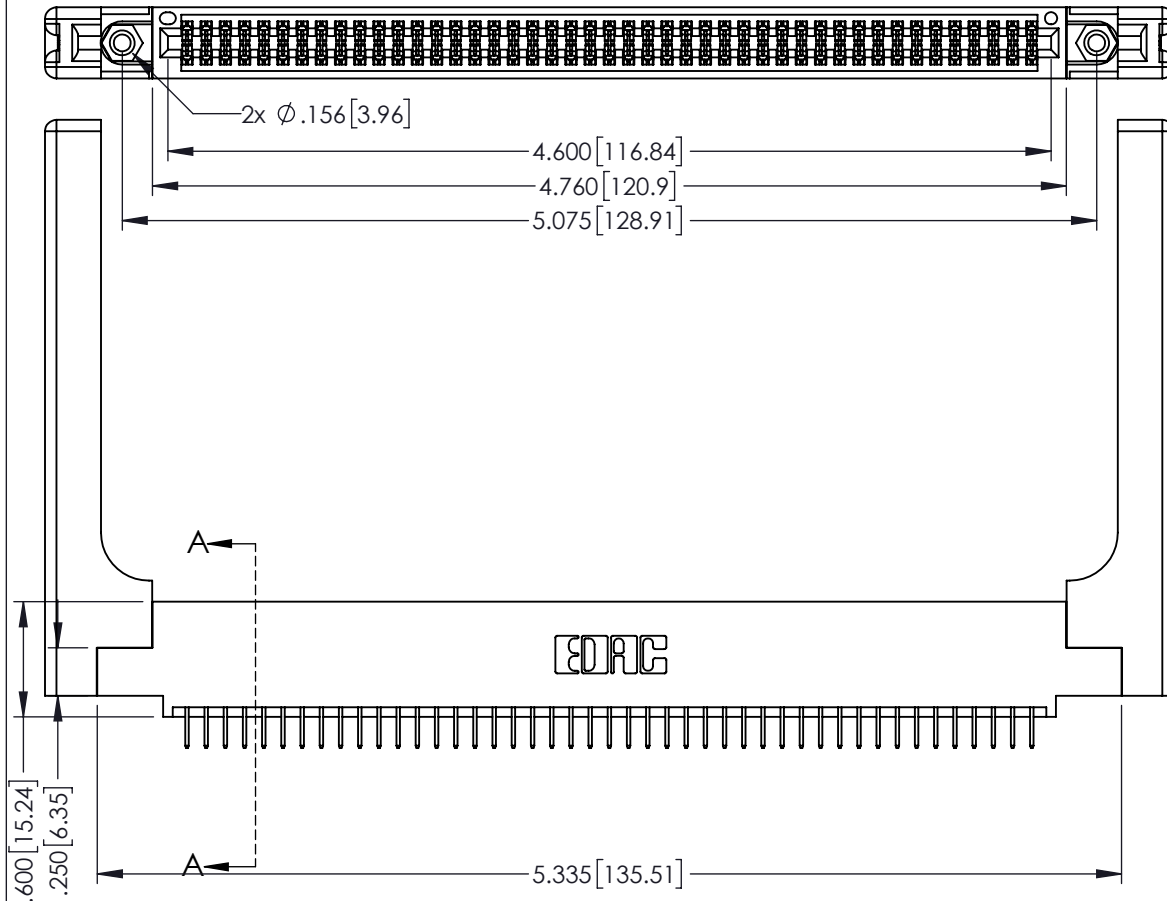 2x Ø.156[3.96]
4.600[116.84]
4.760[120.9]
5.075[128.91]
A
EDAC
.600[15.24]
.250[6.35]
A
5.335[135.51]